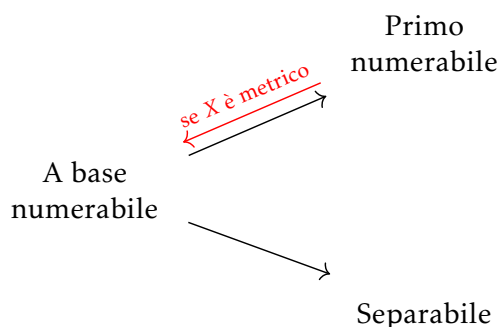 Primo
numerabile
se X è metrico
A base
numerabile
Separabile